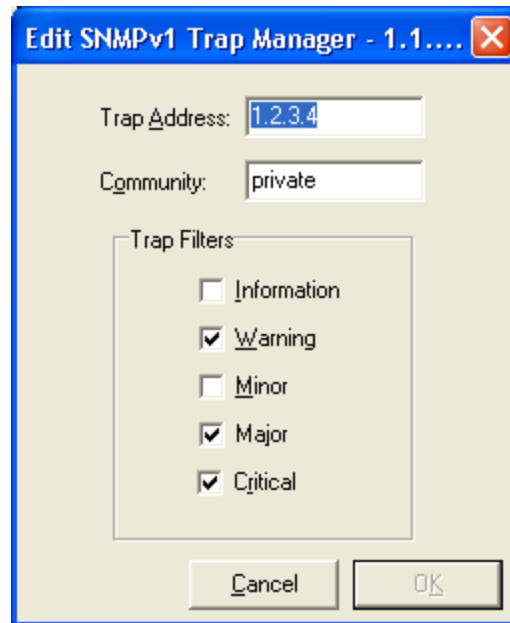 Edit SNMPv1 Trap Manager - 1.1....
Trap Address: 1.2.3.4
Community: private
Trap Filters
Information
Warning
Minor
Major
Critical
Cancel OK